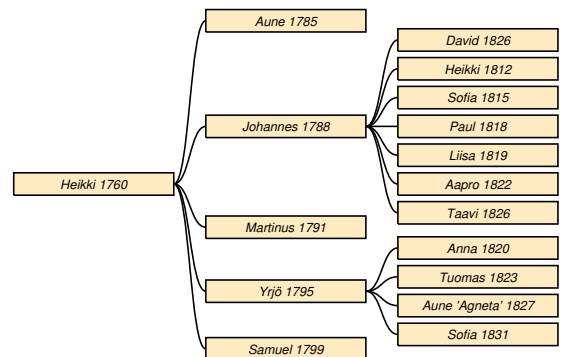 Heikki 1760
Aune 1785
Johannes 1788
David 1826
Heikki 1812
Sofia 1815
Paul 1818
Liisa 1819
Aapro 1822
Taavi 1826
Martinus 1791
Yrjö 1795
Anna 1820
Tuomas 1823
Aune 'Agneta' 1827
Sofia 1831
Samuel 1799